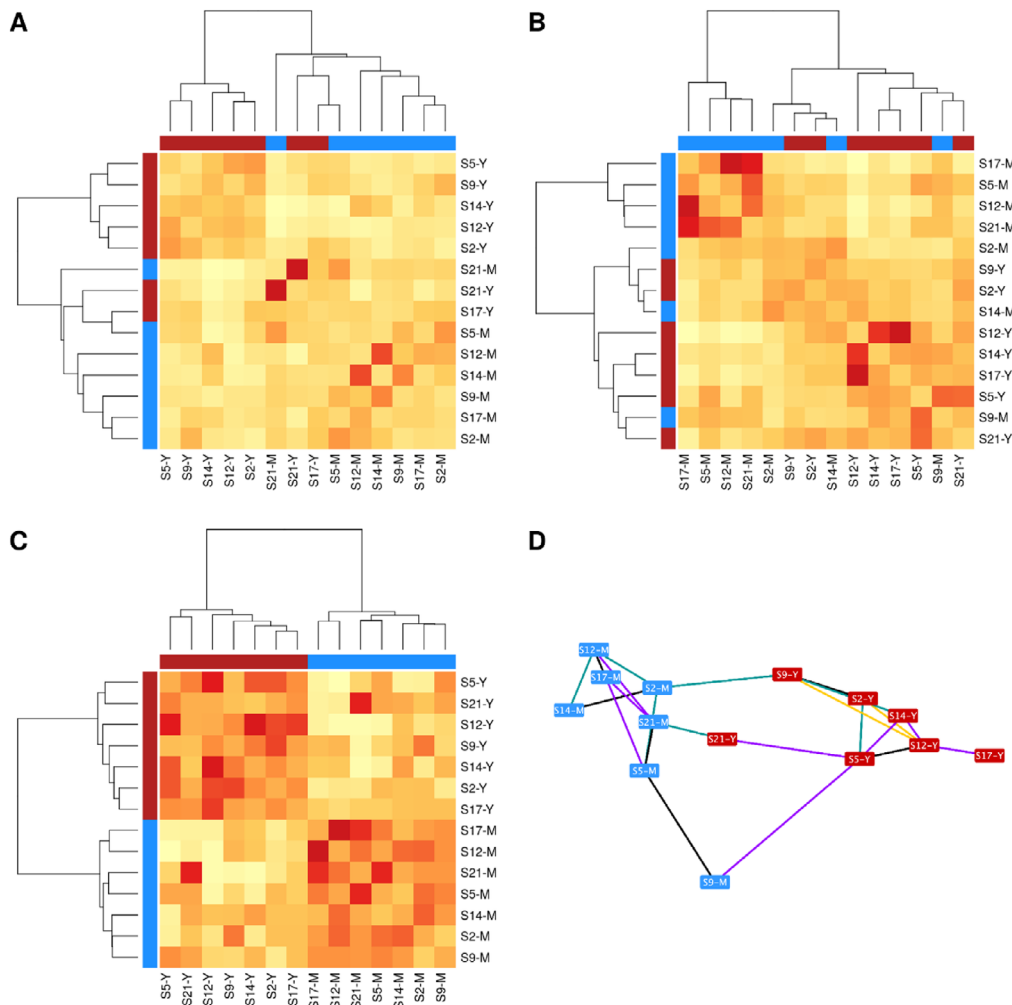 A
S5-Y
S9-Y
S14-Y
S12-Y
S2-Y
S21-M
S21-Y
S17-Y
S5-M
S12-M
S14-M
S9-M
S17-M
S2-M
S5-Y S9-Y S14-Y S12-Y S2-Y S21-M S21-Y S17-Y S5-M S12-M S14-M S9-M S17-M S2-M
B
S17-M
S5-M
S12-M
S21-M
S2-M
S9-Y
S2-Y
S14-M
S12-Y
S14-Y
S17-Y
S5-Y
S9-M
S21-Y
S17-M S5-M S12-M S21-M S2-M S9-Y S2-Y S14-M S12-Y S14-Y S17-Y S5-Y S9-M S21-Y
C
S5-Y
S21-Y
S12-Y
S9-Y
S14-Y
S2-Y
S17-Y
S17-M
S12-M
S21-M
S5-M
S14-M
S2-M
S9-M
S5-Y S21-Y S12-Y S9-Y S14-Y S2-Y S17-Y S17-M S12-M S21-M S5-M S14-M S2-M S9-M
D
S12-M
S17-M
S2-M
S14-M
S21-M
S5-M
S21-Y
S9-Y
S2-Y
S14-Y
S12-Y
S5-Y
S17-Y
S9-M